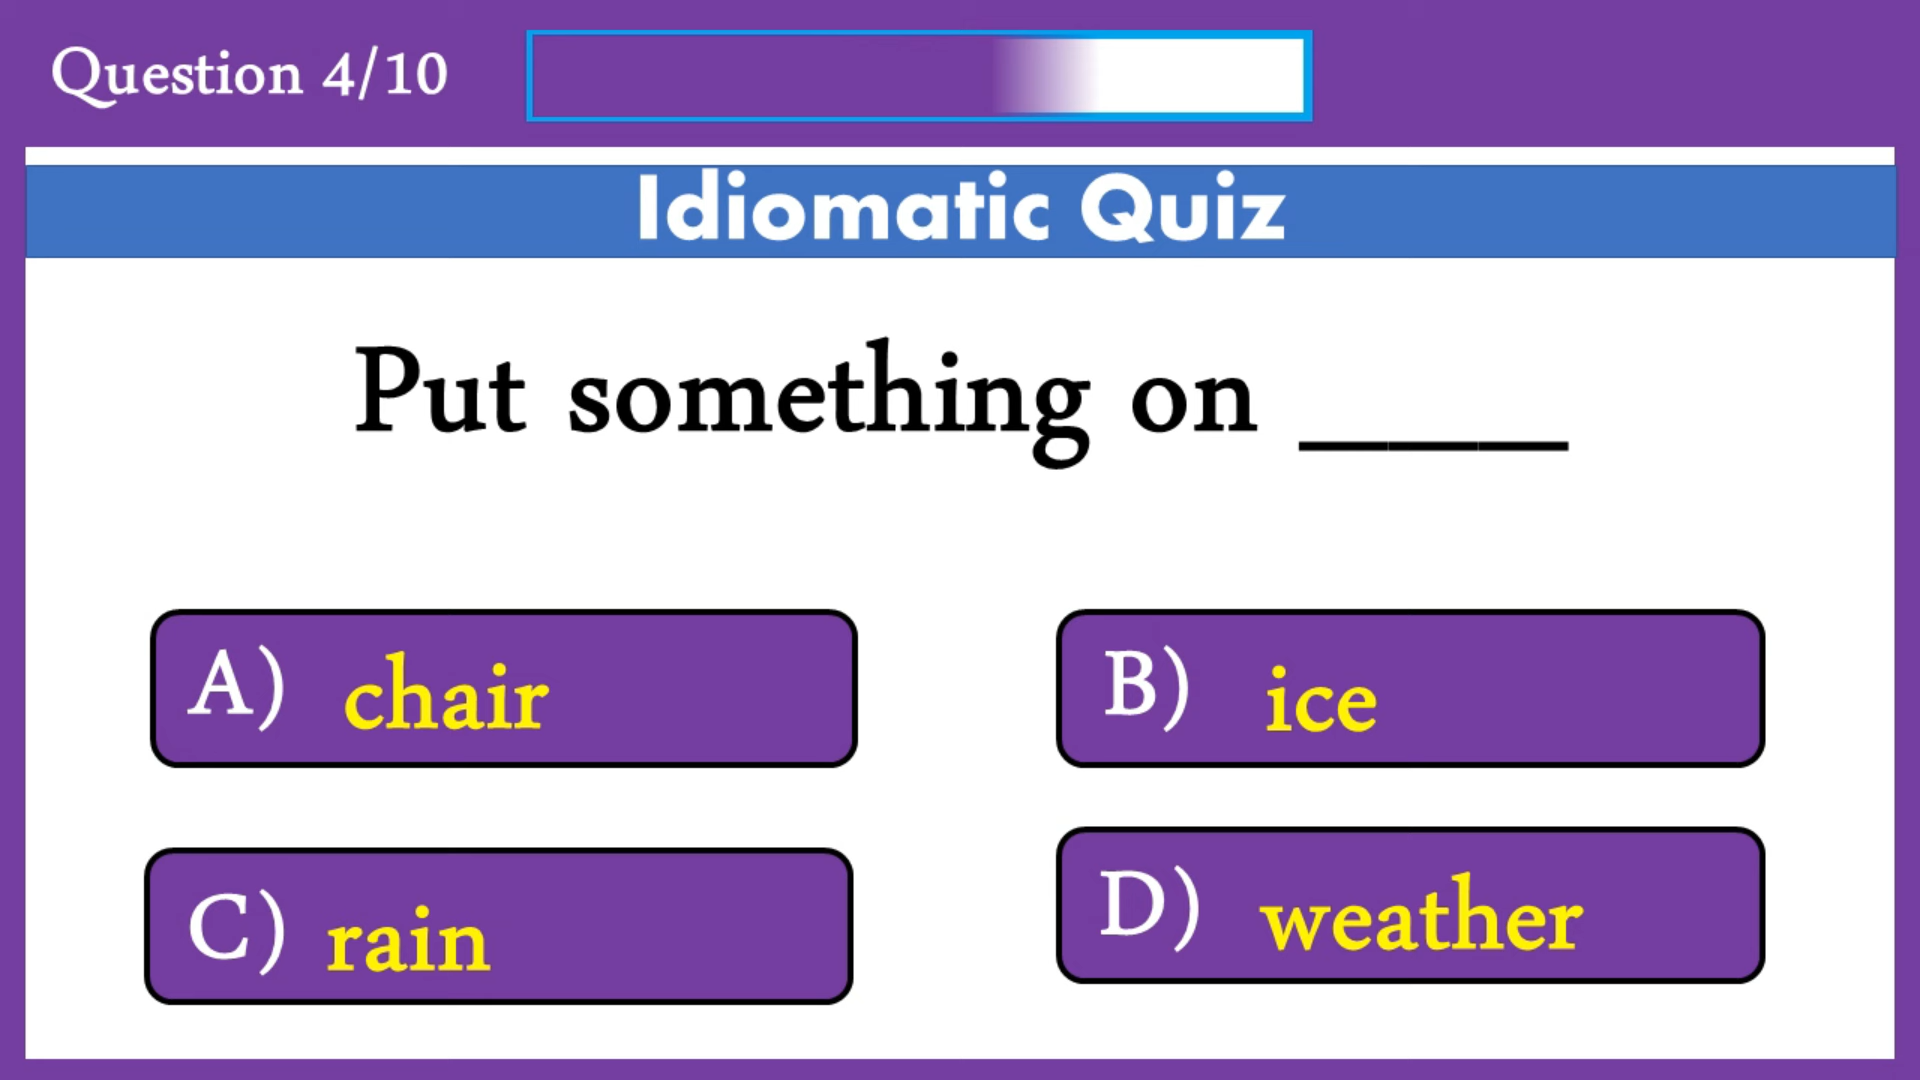 Question 4/10
Idiomatic Quiz
Put something on ____
A) chair
B) ice
C) rain
D) weather